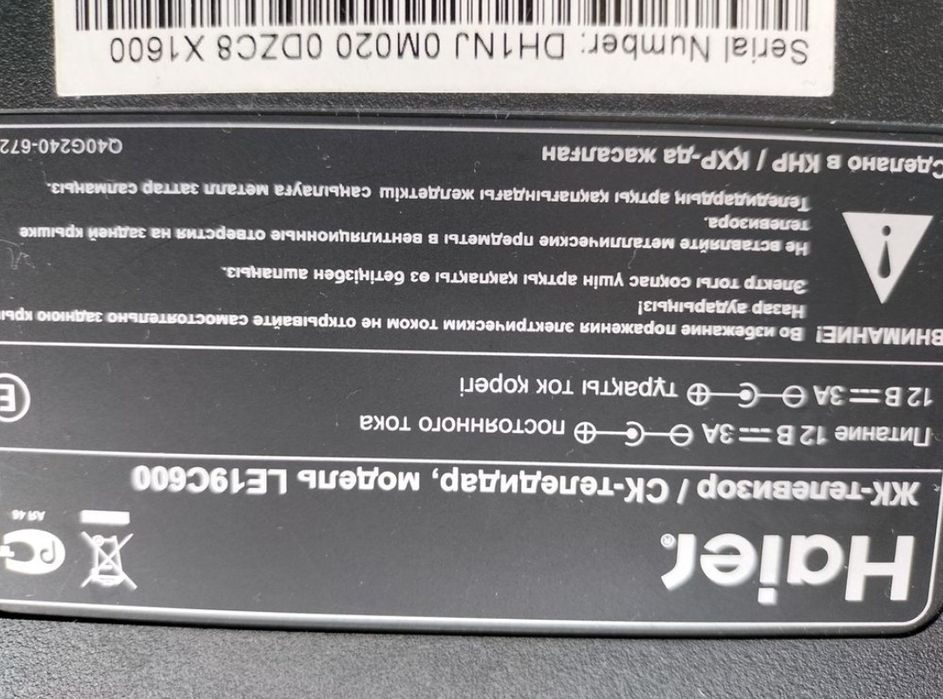 Haier®
АЯ 46
ЖК-телевизор / СК-теледидар, модель LE19C600
Питание 12 В 3А постоянного тока
12 В 3А тұрақты ток қорегі
E
ВНИМАНИЕ! Во избежание поражения электрическим током не открывайте самостоятельно заднюю
Назар аударыңыз!
Электр тогы соқпас үшін артқы қақпақты өз бетіңізбен ашпаңыз.
Не вставляйте металлические предметы в вентиляционные отверстия на задней крышке
телевизора.
Теледидардың артқы қақпағындағы желдеткіш саңылауға металл заттар салмаңыз.
Сделано в КНР / ҚХР-да жасалған
Q40G240-672
Serial Number: DH1NJ 0M020 0DZC8 X1600